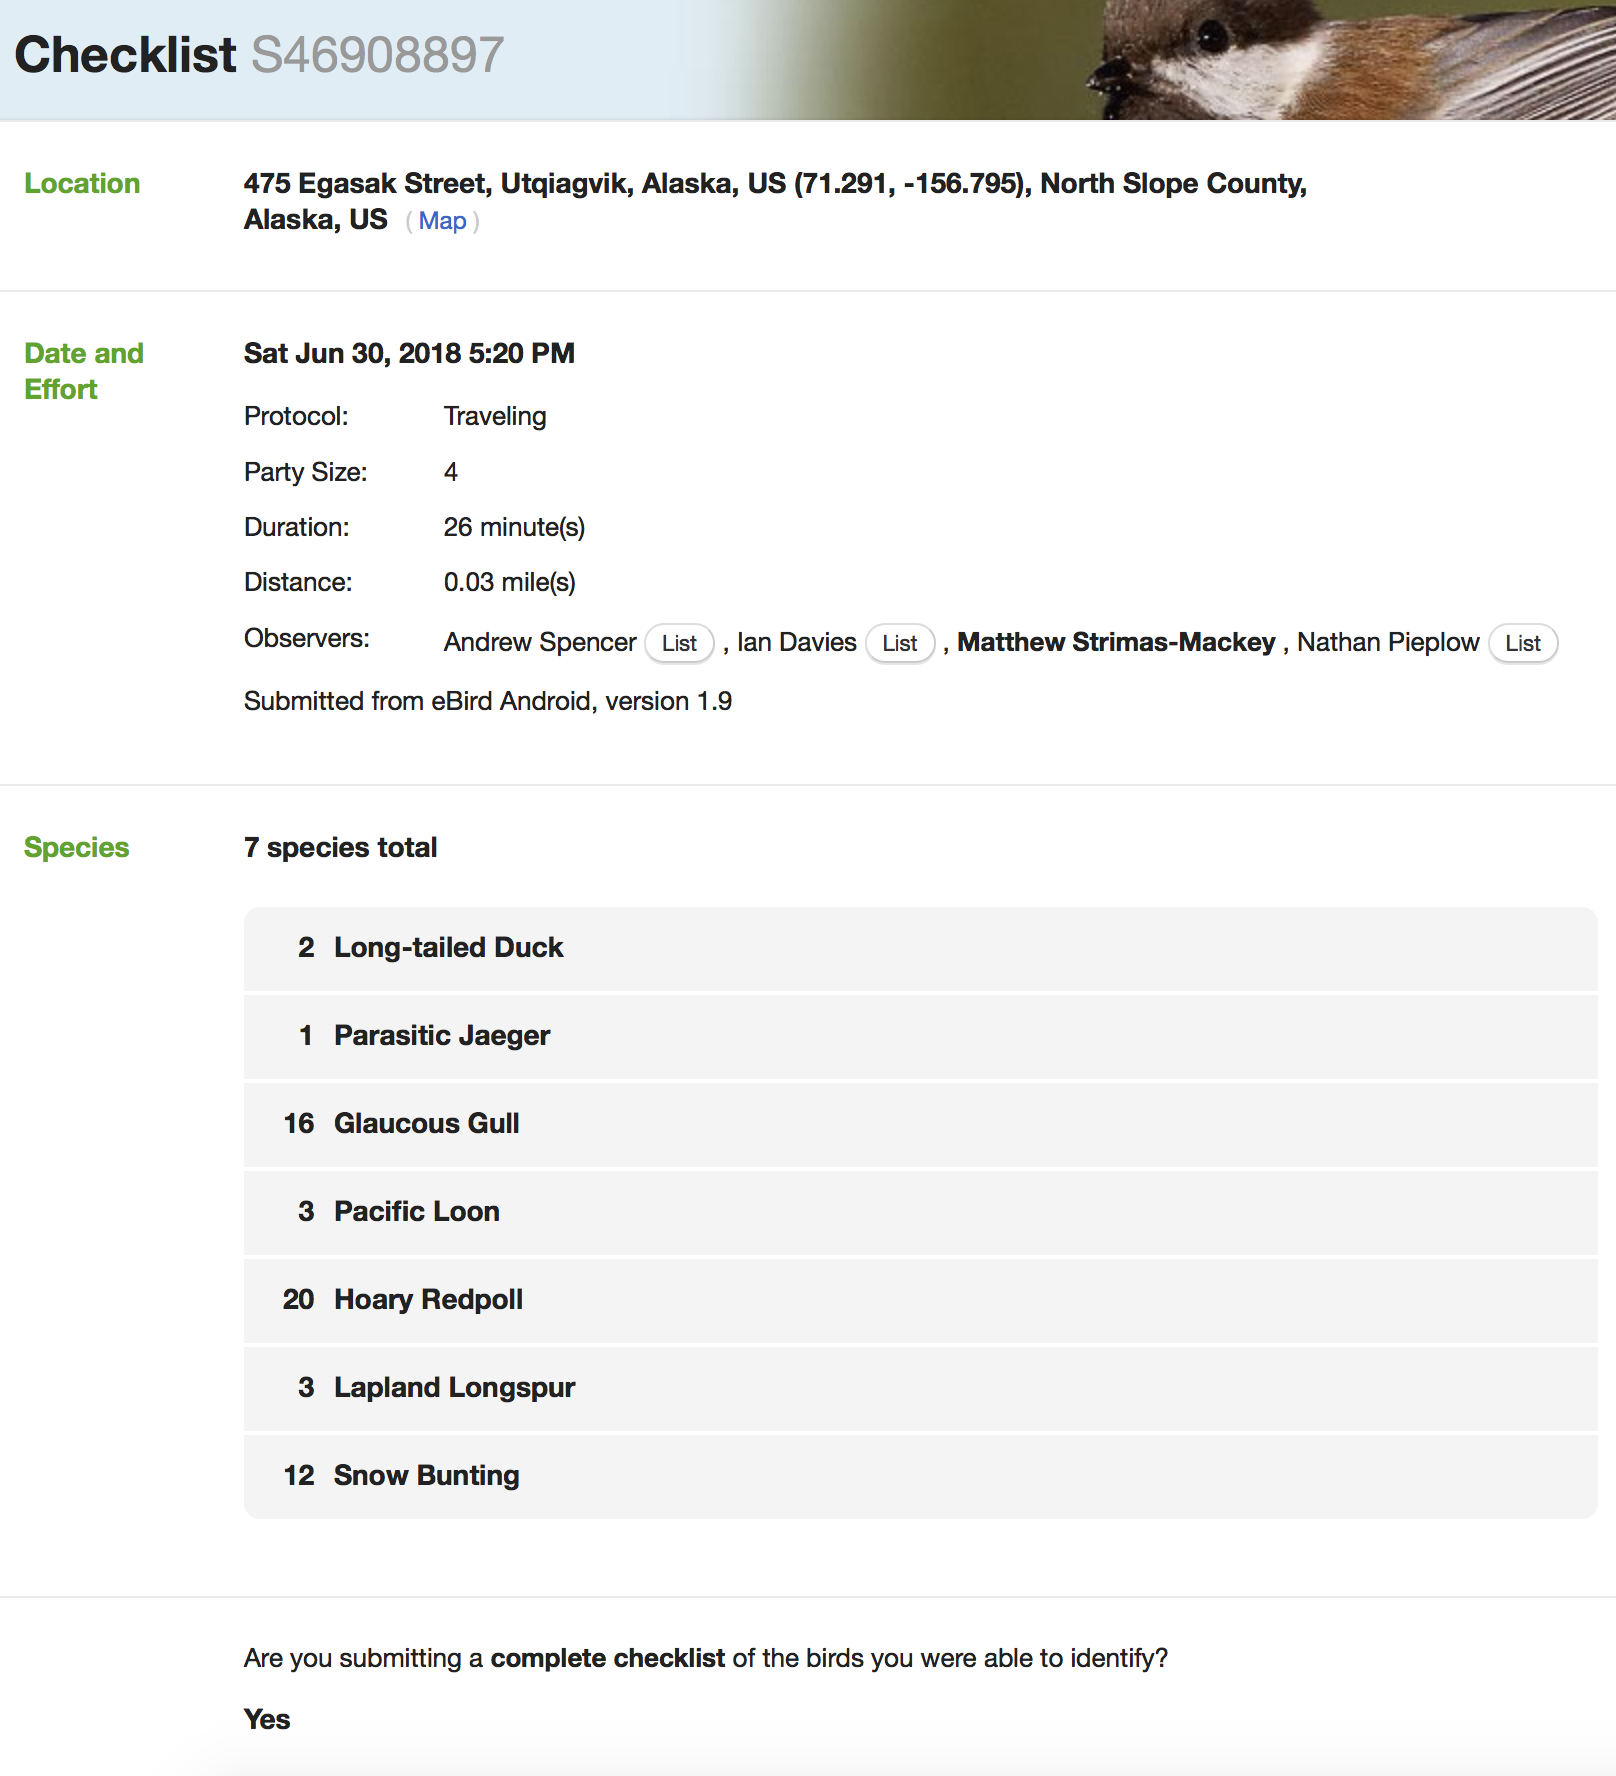 Checklist S46908897
Location
475 Egasak Street, Utqiagvik, Alaska, US (71.291, -156.795), North Slope County,
Alaska, US ( Map )
Date and
Effort
Sat Jun 30, 2018 5:20 PM
Protocol: Traveling
Party Size: 4
Duration: 26 minute(s)
Distance: 0.03 mile(s)
Observers: Andrew Spencer List , Ian Davies List , Matthew Strimas-Mackey , Nathan Pieplow List
Submitted from eBird Android, version 1.9
Species
7 species total
2 Long-tailed Duck
1 Parasitic Jaeger
16 Glaucous Gull
3 Pacific Loon
20 Hoary Redpoll
3 Lapland Longspur
12 Snow Bunting
Are you submitting a complete checklist of the birds you were able to identify?
Yes